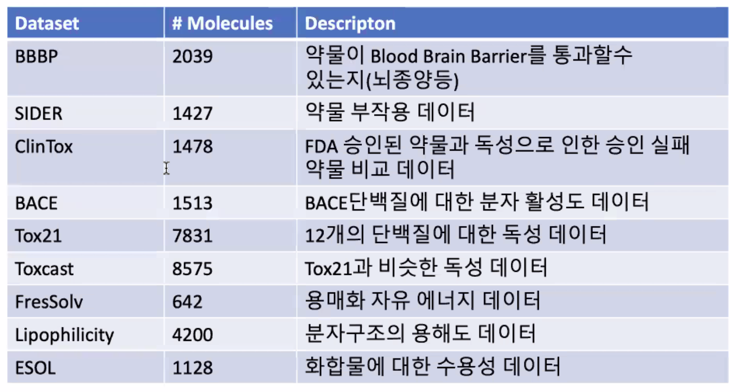 Dataset # Molecules Descripton
BBBP 2039 약물이 Blood Brain Barrier를 통과할수
있는지(뇌종양등)
SIDER 1427 약물 부작용 데이터
ClinTox 1478 FDA 승인된 약물과 독성으로 인한 승인 실패
약물 비교 데이터
BACE 1513 BACE단백질에 대한 분자 활성도 데이터
Tox21 7831 12개의 단백질에 대한 독성 데이터
Toxcast 8575 Tox21과 비슷한 독성 데이터
FresSolv 642 용매화 자유 에너지 데이터
Lipophilicity 4200 분자구조의 용해도 데이터
ESOL 1128 화합물에 대한 수용성 데이터